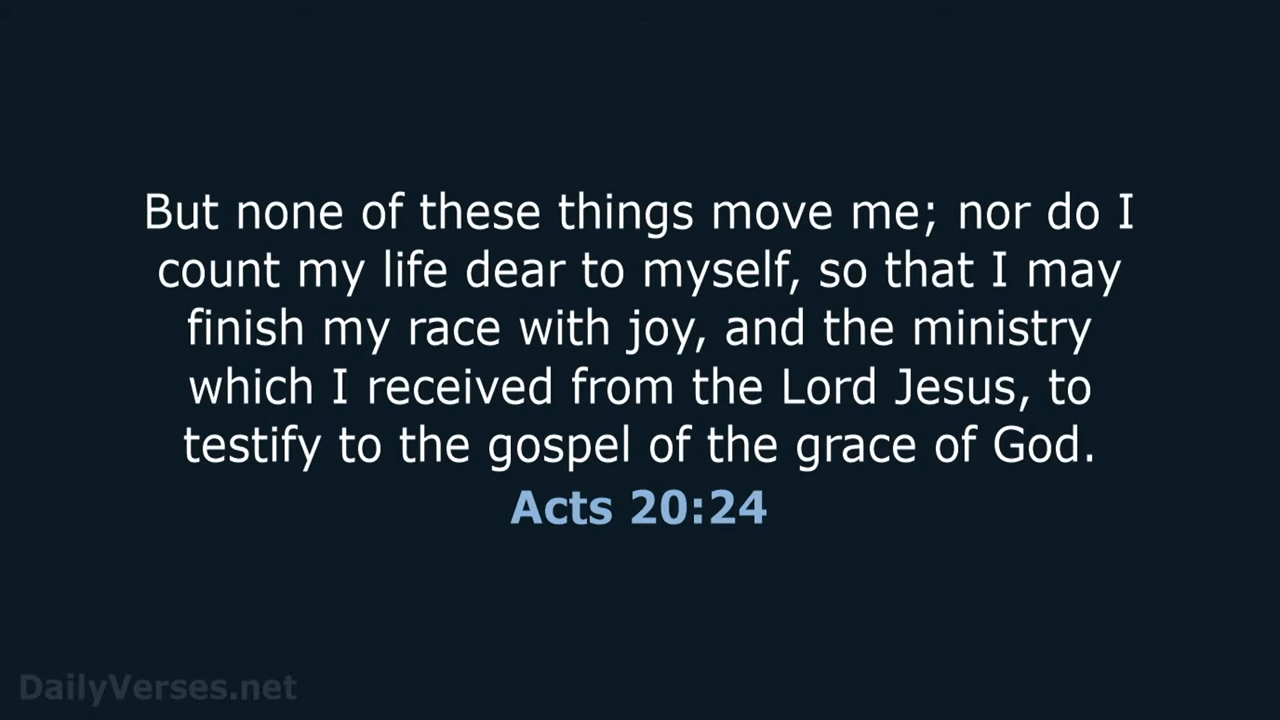 But none of these things move me; nor do I
count my life dear to myself, so that I may
finish my race with joy, and the ministry
which I received from the Lord Jesus, to
testify to the gospel of the grace of God.
Acts 20:24
DailyVerses.net